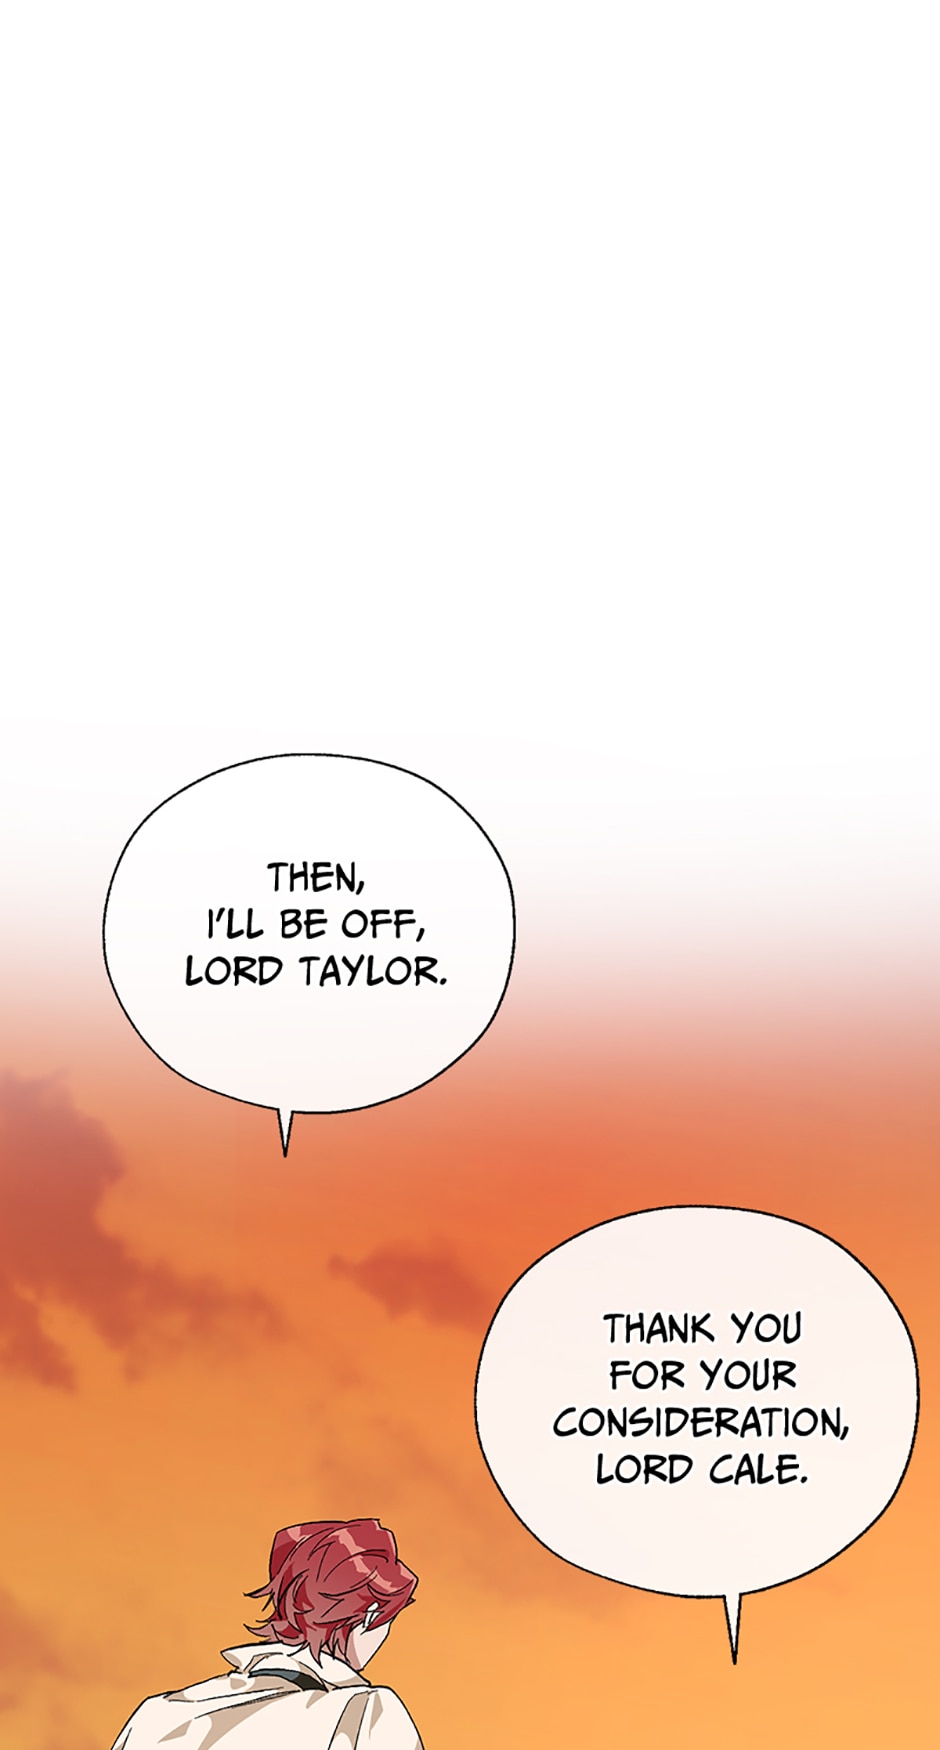 THEN,
I'LL BE OFF,
LORD TAYLOR.
THANK YOU
FOR YOUR
CONSIDERATION,
LORD CALE.